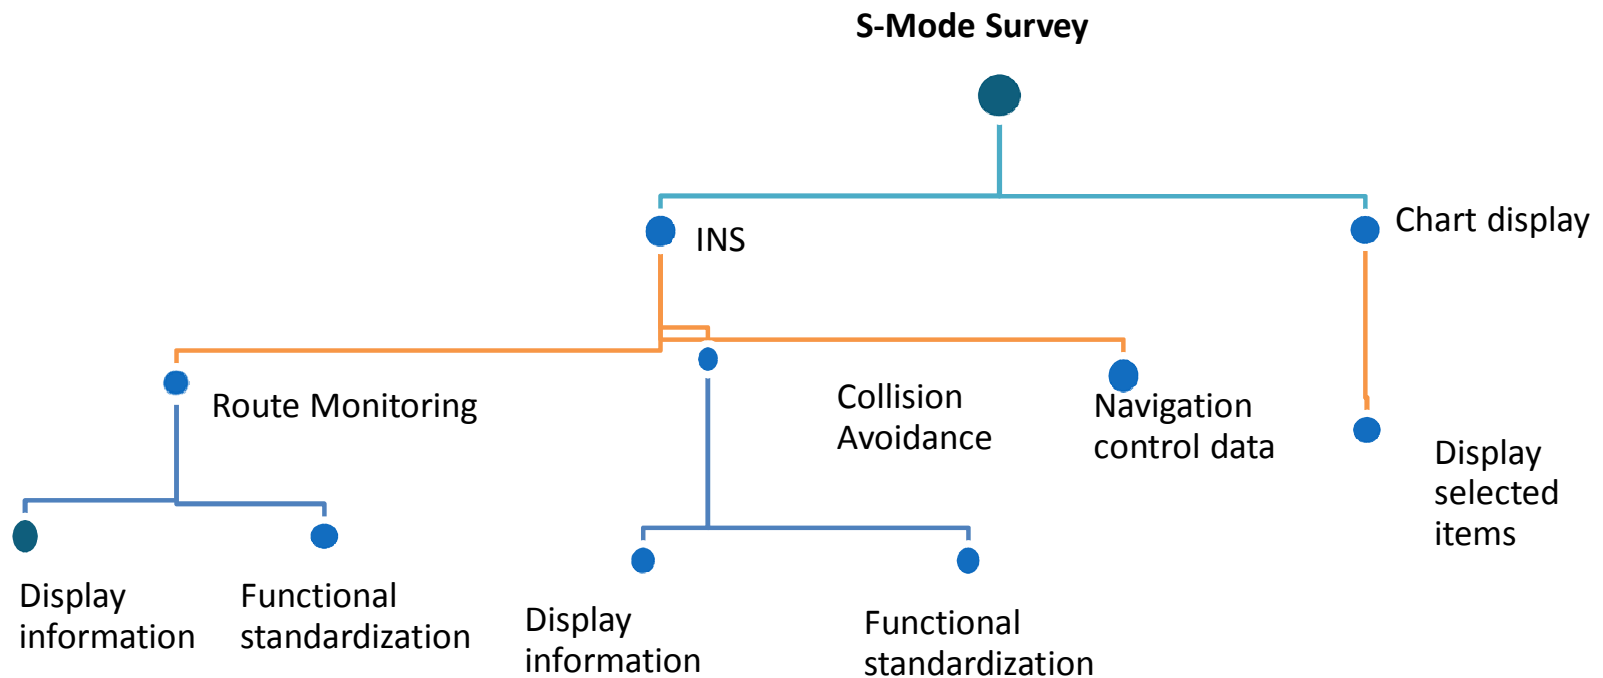 S-Mode Survey
INS
Chart display
Route Monitoring
Collision
Avoidance
Navigation
control data
Display
selected
items
Display
information
Functional
standardization
Display
information
Functional
standardization